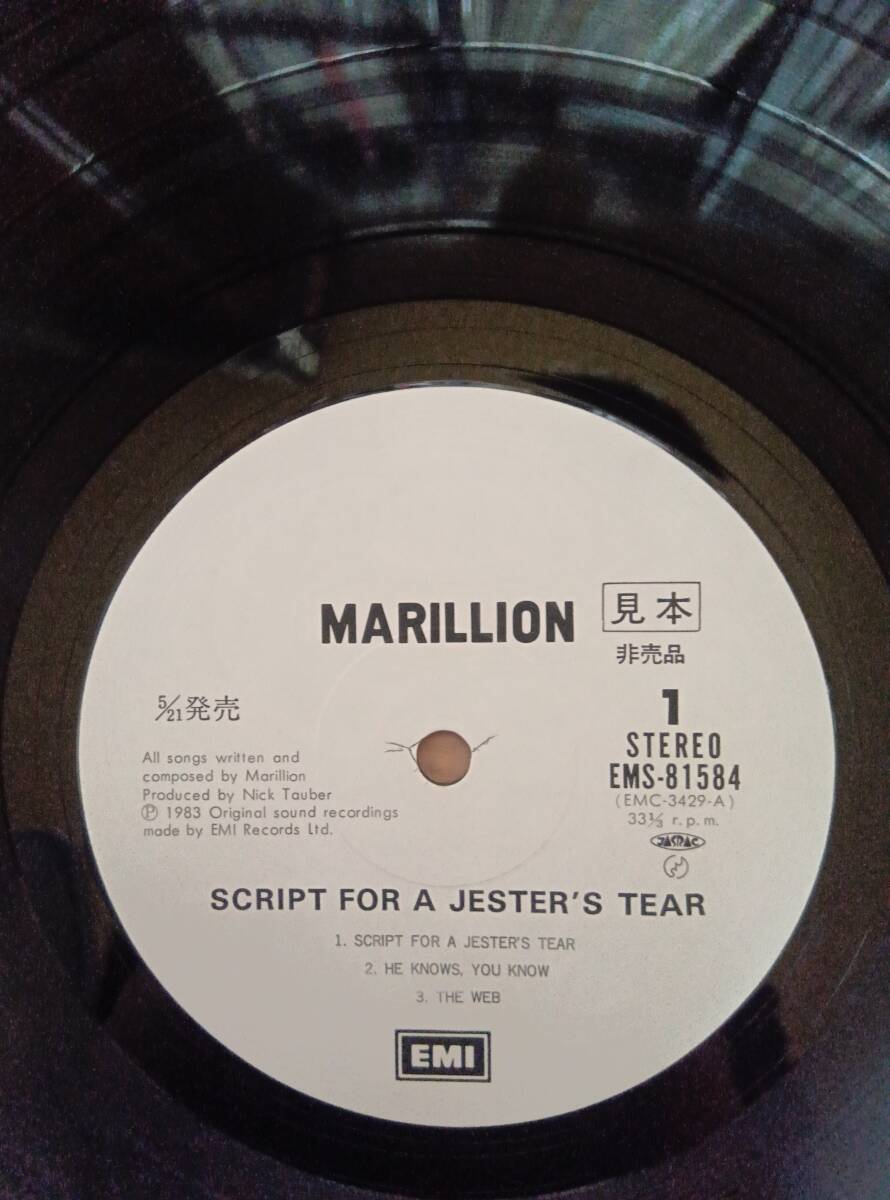 MARILLION
見本
非売品
5/21発売
1
STEREO
EMS-81584
(EMC-3429-A)
33⅓ r.p.m.
JASRAC
All songs written and
composed by Marillion
Produced by Nick Tauber
Ⓟ 1983 Original sound recordings
made by EMI Records Ltd.
SCRIPT FOR A JESTER'S TEAR
1. SCRIPT FOR A JESTER'S TEAR
2. HE KNOWS, YOU KNOW
3. THE WEB
EMI